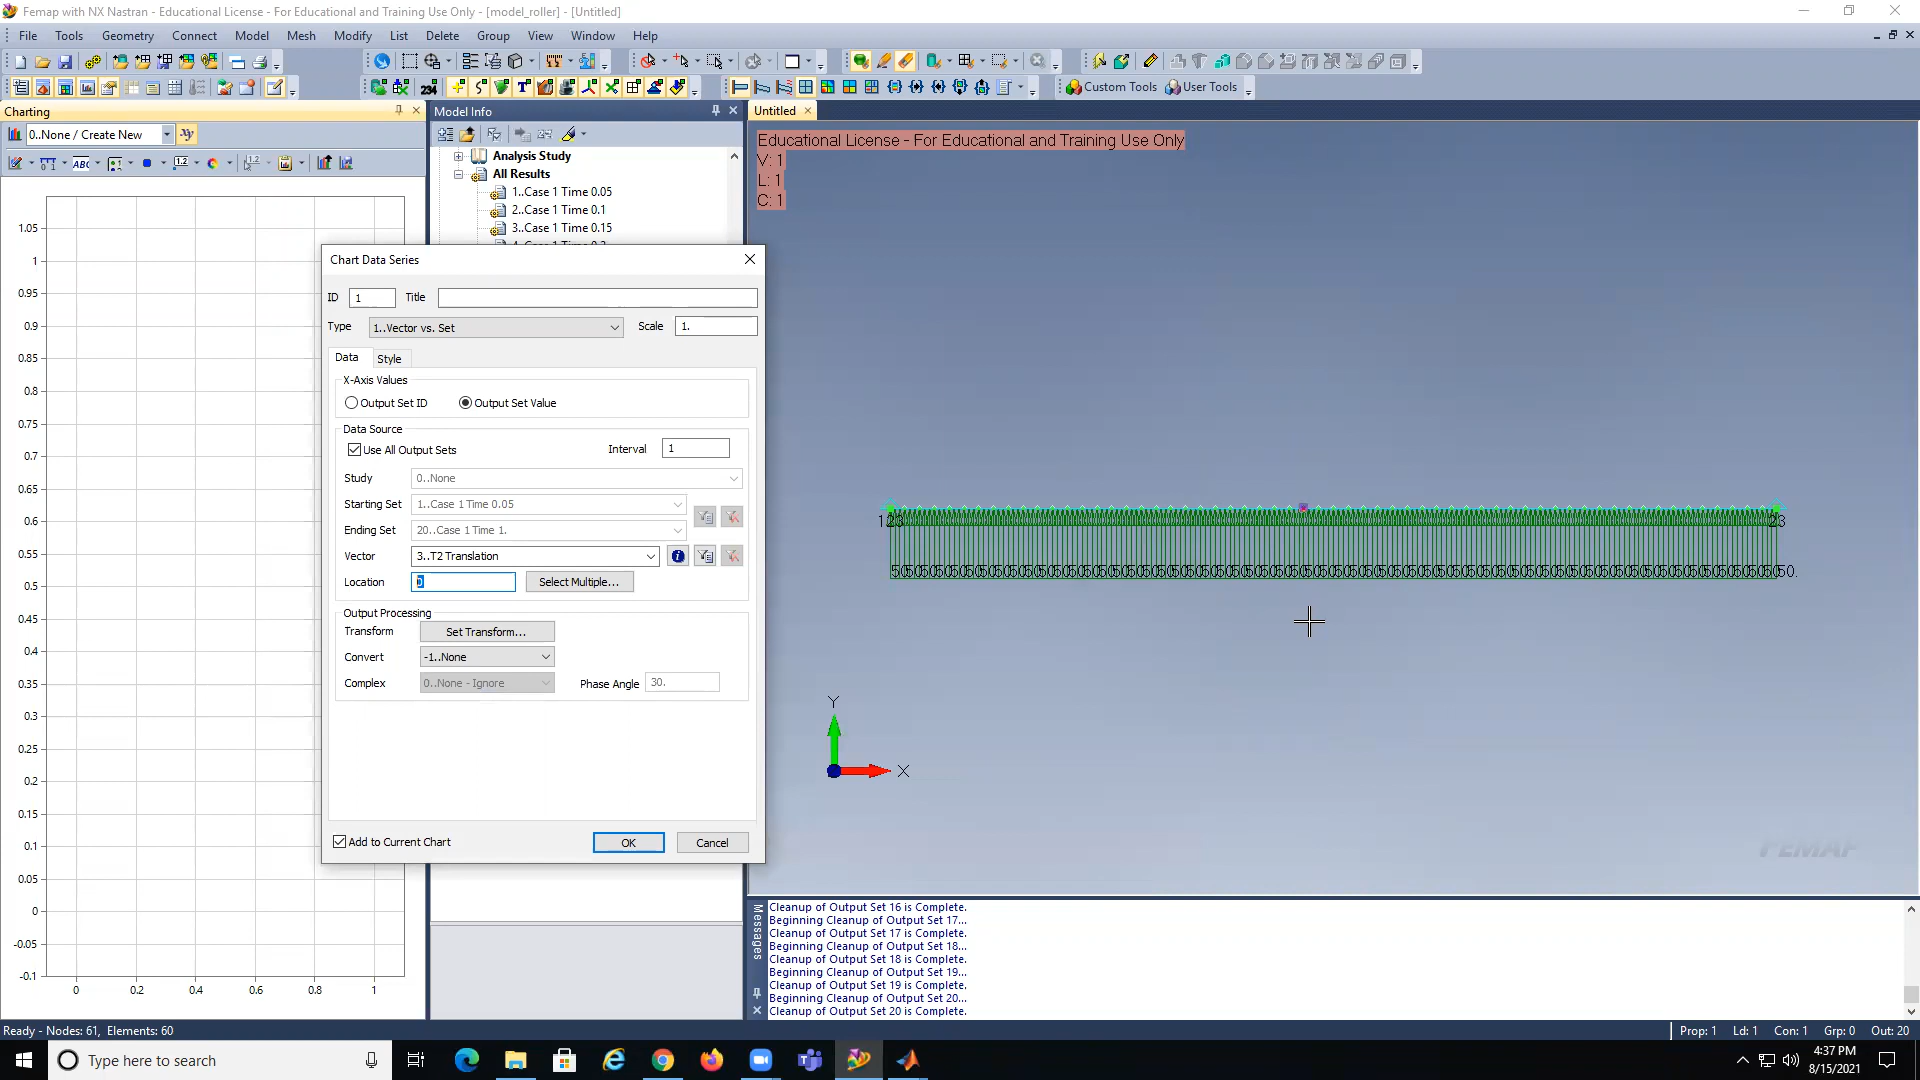 Femap with NX Nastran - Educational License - For Educational and Training Use Only - [model_roller] - [Untitled]
File Tools Geometry Connect Model Mesh Modify List Delete Group View Window Help
234
Custom Tools User Tools
Charting
0..None / Create New
xy
ABC
1.2
Model Info
Analysis Study
All Results
1..Case 1 Time 0.05
2..Case 1 Time 0.1
3..Case 1 Time 0.15
Untitled
Educational License - For Educational and Training Use Only
V: 1
L: 1
C: 1
1.05
1
0.95
0.9
0.85
0.8
0.75
0.7
0.65
0.6
0.55
0.5
0.45
0.4
0.35
0.3
0.25
0.2
0.15
0.1
0.05
0
-0.05
-0.1
0 0.2 0.4 0.6 0.8 1
Chart Data Series
ID 1 Title
Type 1..Vector vs. Set Scale 1.
Data Style
X-Axis Values
Output Set ID Output Set Value
Data Source
Use All Output Sets Interval 1
Study 0..None
Starting Set 1..Case 1 Time 0.05
Ending Set 20..Case 1 Time 1.
Vector 3..T2 Translation
Location 0 Select Multiple...
Output Processing
Transform Set Transform...
Convert -1..None
Complex 0..None - Ignore Phase Angle 30.
Add to Current Chart OK Cancel
123
23
50.
Y
X
FEMAP
Messages
Cleanup of Output Set 16 is Complete.
Beginning Cleanup of Output Set 17...
Cleanup of Output Set 17 is Complete.
Beginning Cleanup of Output Set 18...
Cleanup of Output Set 18 is Complete.
Beginning Cleanup of Output Set 19...
Cleanup of Output Set 19 is Complete.
Beginning Cleanup of Output Set 20...
Cleanup of Output Set 20 is Complete.
Ready - Nodes: 61, Elements: 60
Prop: 1 Ld: 1 Con: 1 Grp: 0 Out: 20
Type here to search
4:37 PM
8/15/2021